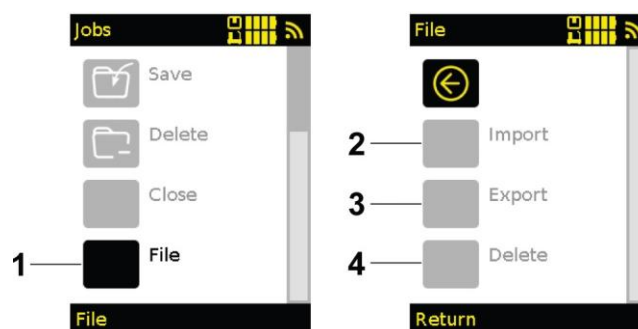 Jobs
Save
Delete
Close
1
File
File
File
2
Import
3
Export
4
Delete
Return